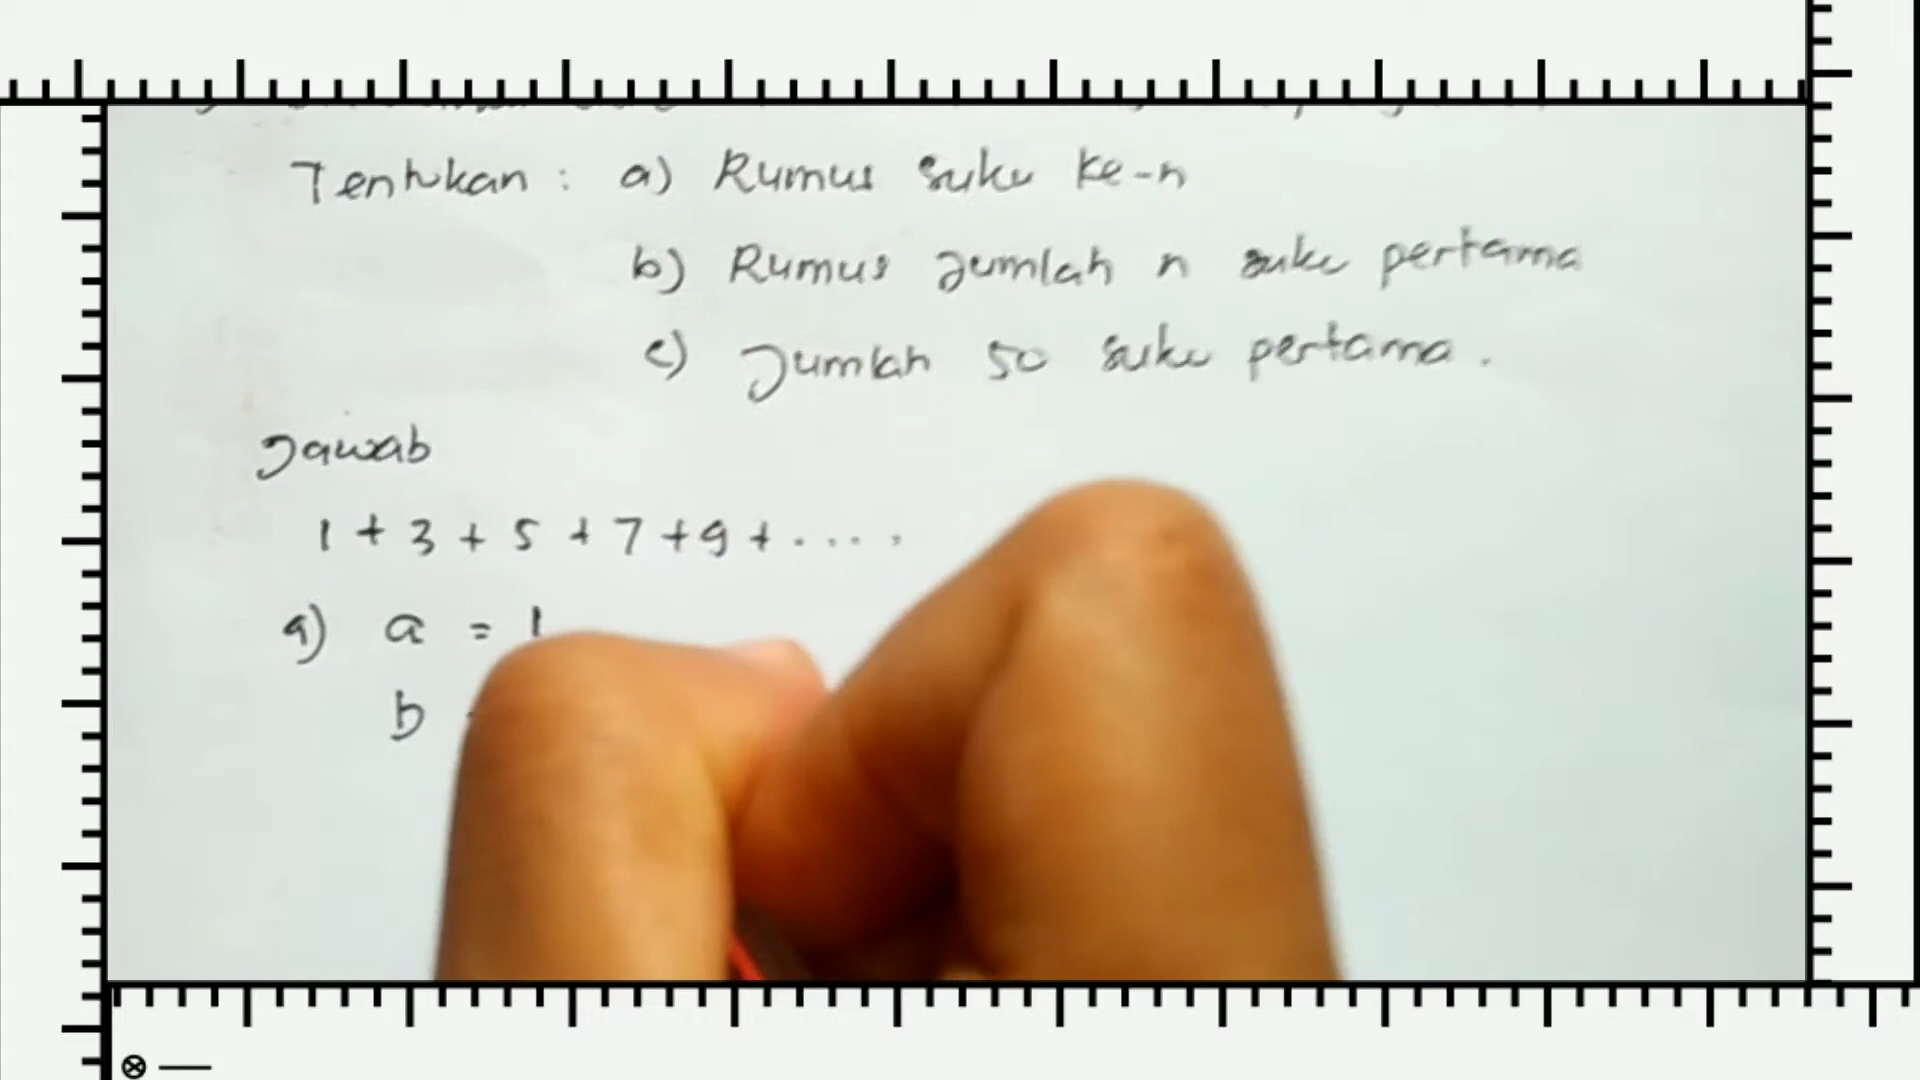 Tentukan : a) Rumus suku ke-n
b) Rumus Jumlah n suku pertama
c) Jumlah 50 suku pertama.
Jawab
1 + 3 + 5 + 7 + 9 + ....
a) a = 1
b